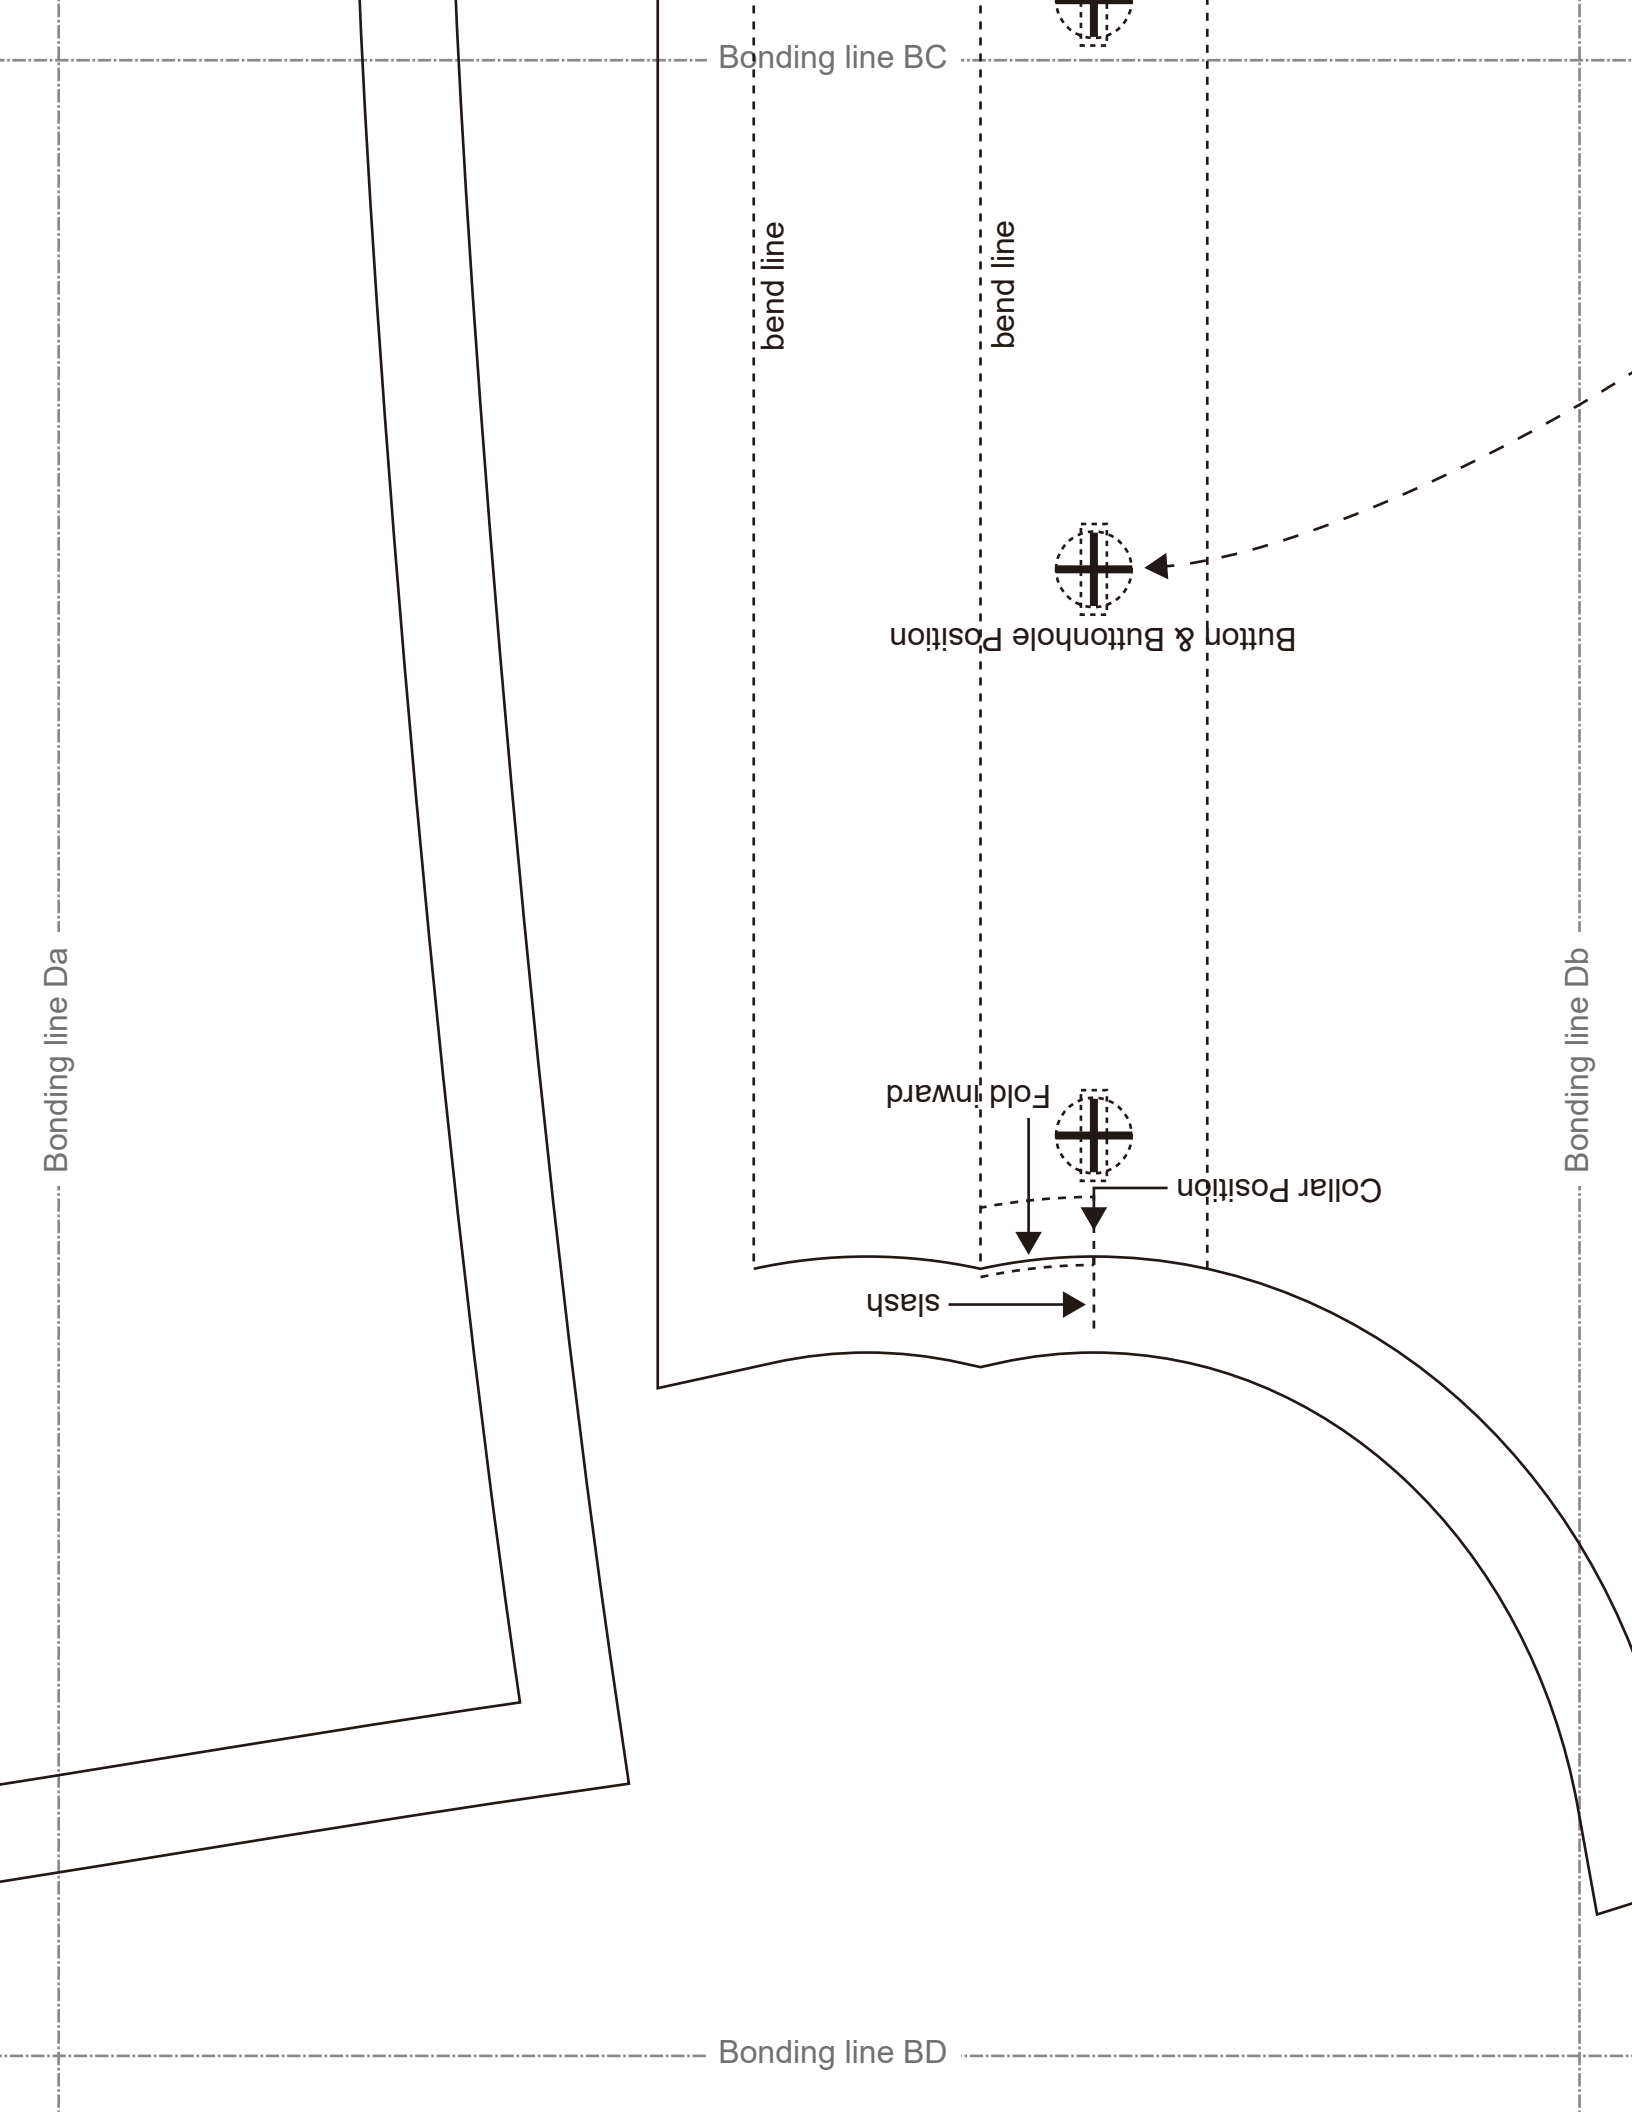 Bonding line BC
bend line
bend line
Button & Buttonhole Position
Bonding line Da
Bonding line Db
Fold inward
Collar Position
slash
Bonding line BD